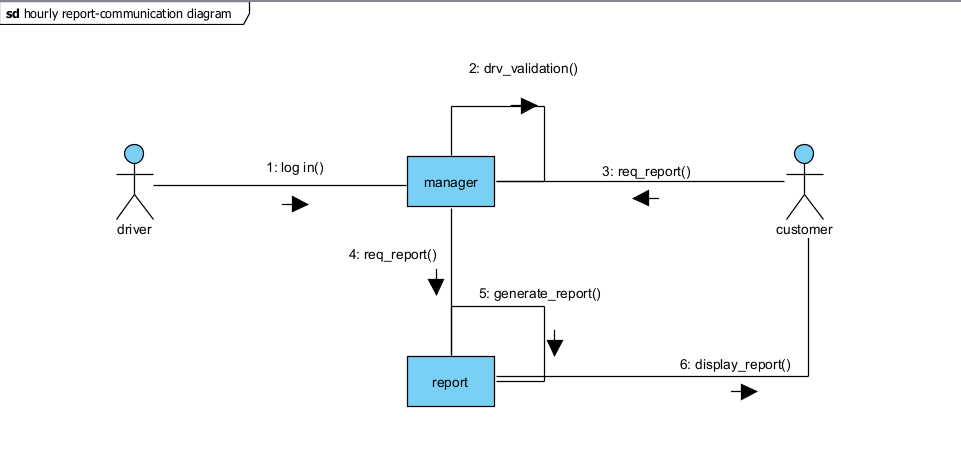 sd hourly report-communication diagram
2: drv_validation()
1: log in()
3: req_report()
manager
driver
customer
4: req_report()
5: generate_report()
6: display_report()
report